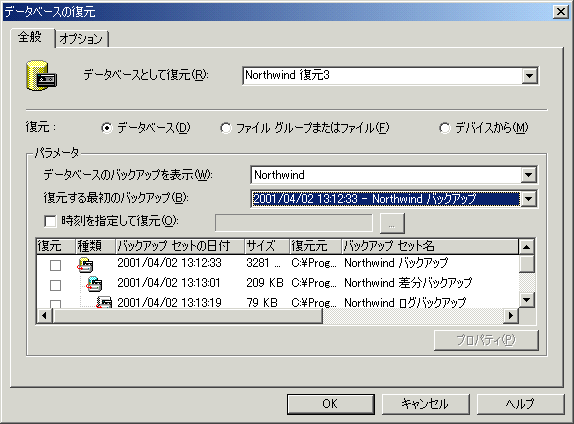 データベースの復元
全般 オプション
データベースとして復元(R): Northwind 復元3
復元: データベース(D) ファイル グループまたはファイル(F) デバイスから(M)
パラメータ
データベースのバックアップを表示(W): Northwind
復元する最初のバックアップ(B): 2001/04/02 13:12:33 - Northwind バックアップ
時刻を指定して復元(O): ...
復元 種類 バックアップ セットの日付 サイズ 復元元 バックアップ セット名
2001/04/02 13:12:33 3281 ... C:¥Prog... Northwind バックアップ
2001/04/02 13:13:01 209 KB C:¥Prog... Northwind 差分バックアップ
2001/04/02 13:13:19 79 KB C:¥Prog... Northwind ログバックアップ
プロパティ(P)
OK キャンセル ヘルプ